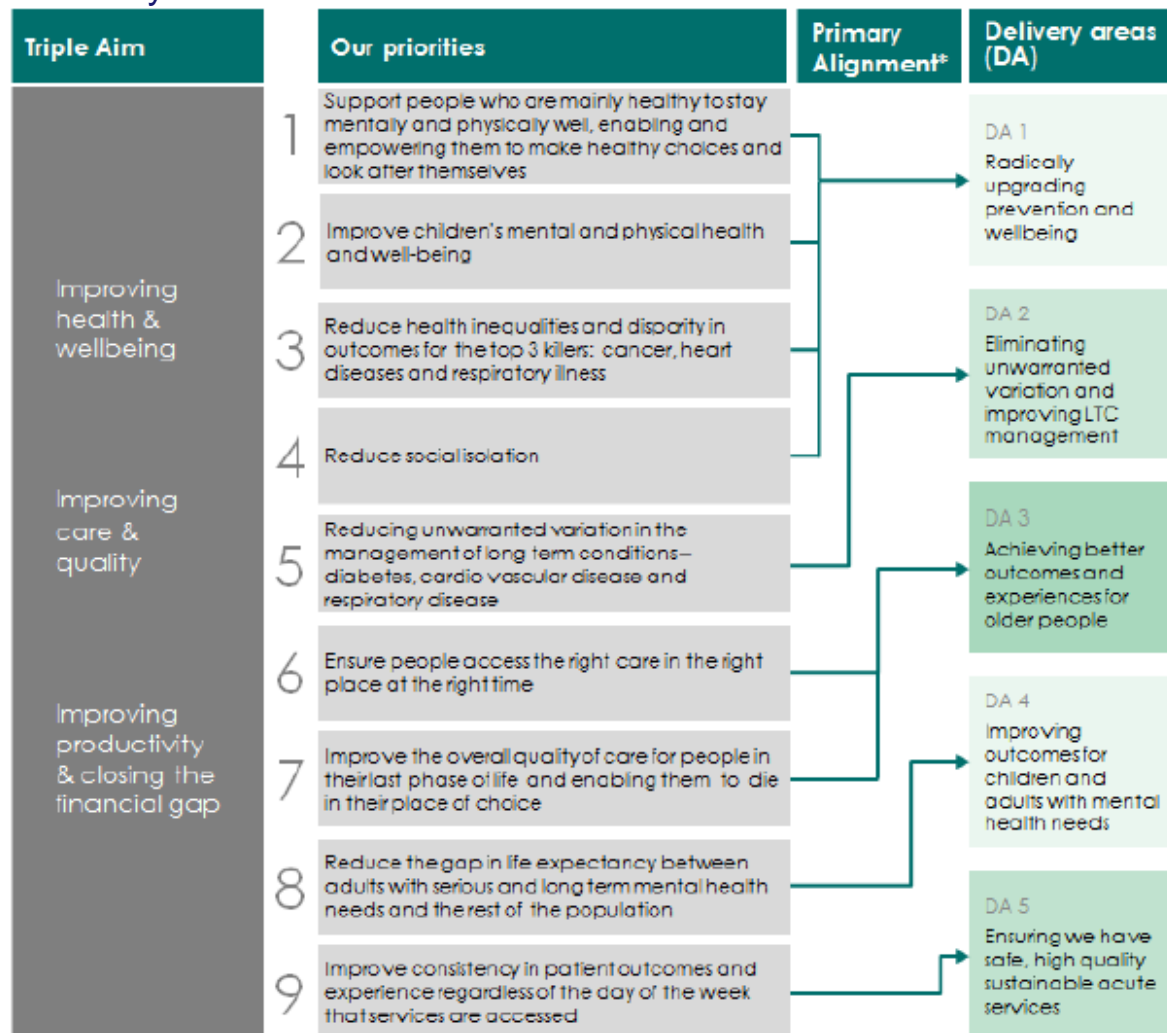 Triple Aim
Our priorities
Primary
Alignment*
Delivery areas
(DA)
Improving
health &
wellbeing
Improving
care &
quality
Improving
productivity
& closing the
financial gap
1
Support people who are mainly healthy to stay
mentally and physically well, enabling and
empowering them to make healthy choices and
look after themselves
2
Improve children's mental and physical health
and well-being
3
Reduce health inequalities and disparity in
outcomes for the top 3 killers: cancer, heart
diseases and respiratory illness
4
Reduce social isolation
5
Reducing unwarranted variation in the
management of long term conditions–
diabetes, cardio vascular disease and
respiratory disease
6
Ensure people access the right care in the right
place at the right time
7
Improve the overall quality of care for people in
their last phase of life and enabling them to die
in their place of choice
8
Reduce the gap in life expectancy between
adults with serious and long term mental health
needs and the rest of the population
9
Improve consistency in patient outcomes and
experience regardless of the day of the week
that services are accessed
DA 1
Radically
upgrading
prevention and
wellbeing
DA 2
Eliminating
unwarranted
variation and
improving LTC
management
DA 3
Achieving better
outcomes and
experiences for
older people
DA 4
Improving
outcomes for
children and
adults with mental
health needs
DA 5
Ensuring we have
safe, high quality
sustainable acute
services